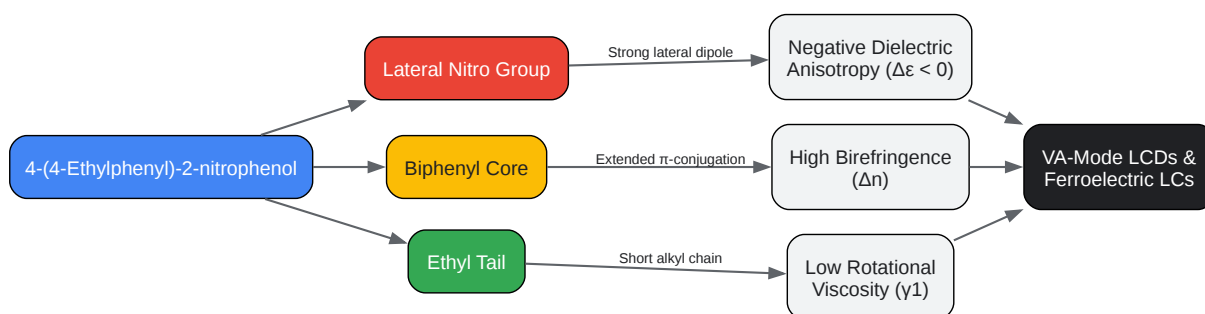 4-(4-Ethylphenyl)-2-nitrophenol
Lateral Nitro Group
Strong lateral dipole
Negative Dielectric
Anisotropy (Δε < 0)
Biphenyl Core
Extended π-conjugation
High Birefringence
(Δn)
Ethyl Tail
Short alkyl chain
Low Rotational
Viscosity (γ1)
VA-Mode LCDs &
Ferroelectric LCs